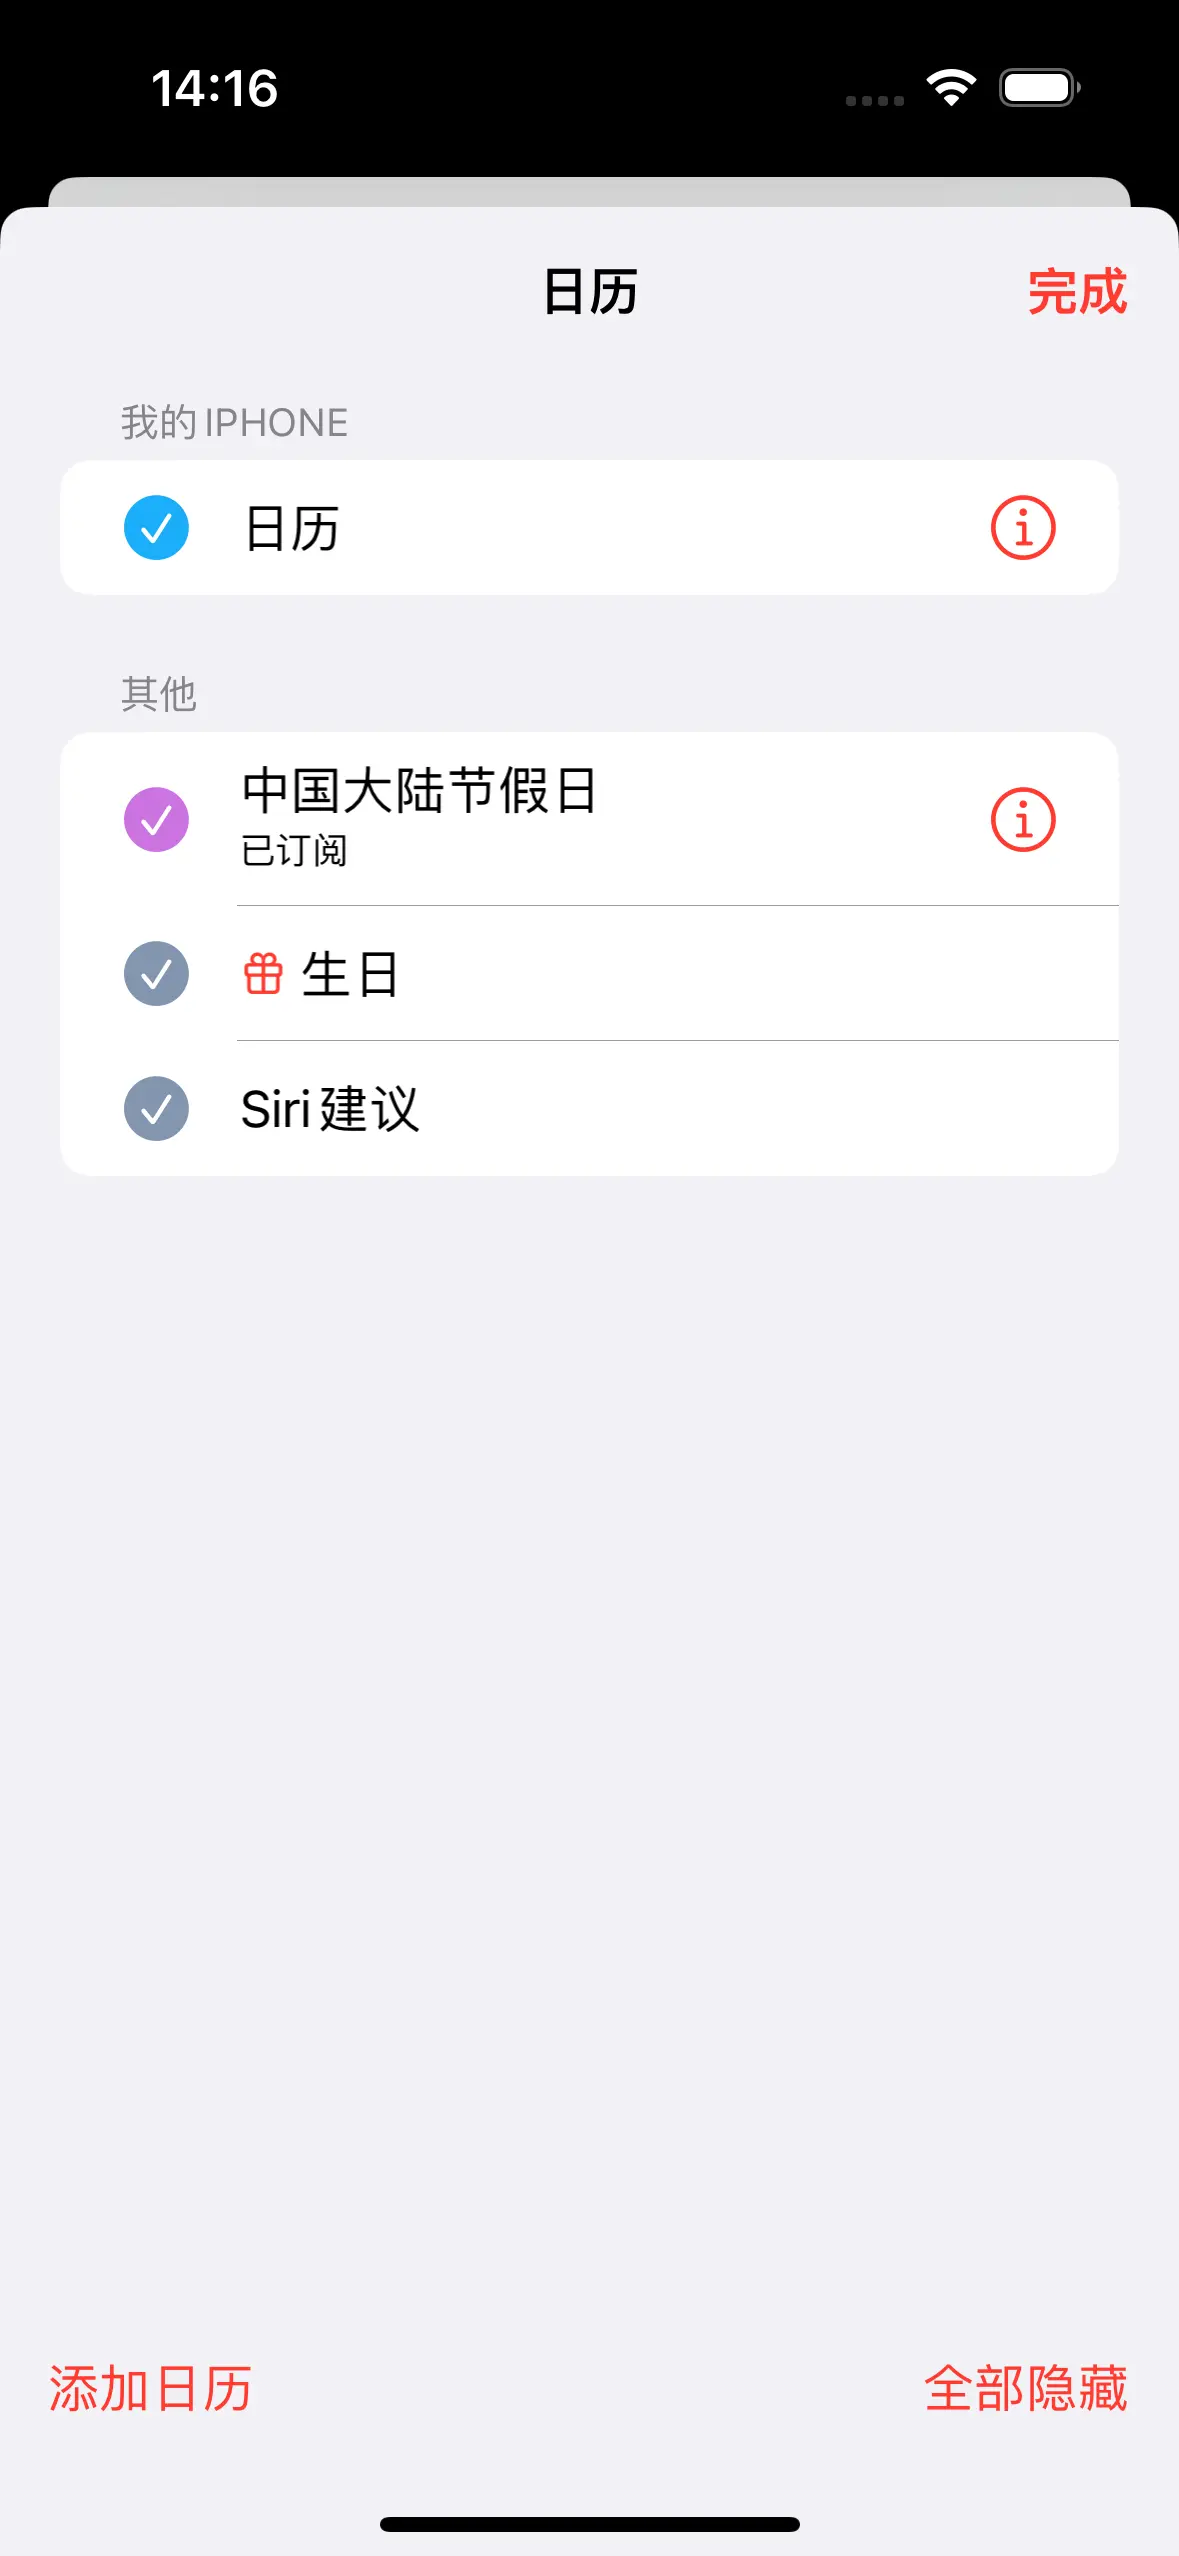 14:16
日历
完成
我的 IPHONE
日历
其他
中国大陆节假日
已订阅
生日
Siri 建议
添加日历
全部隐藏